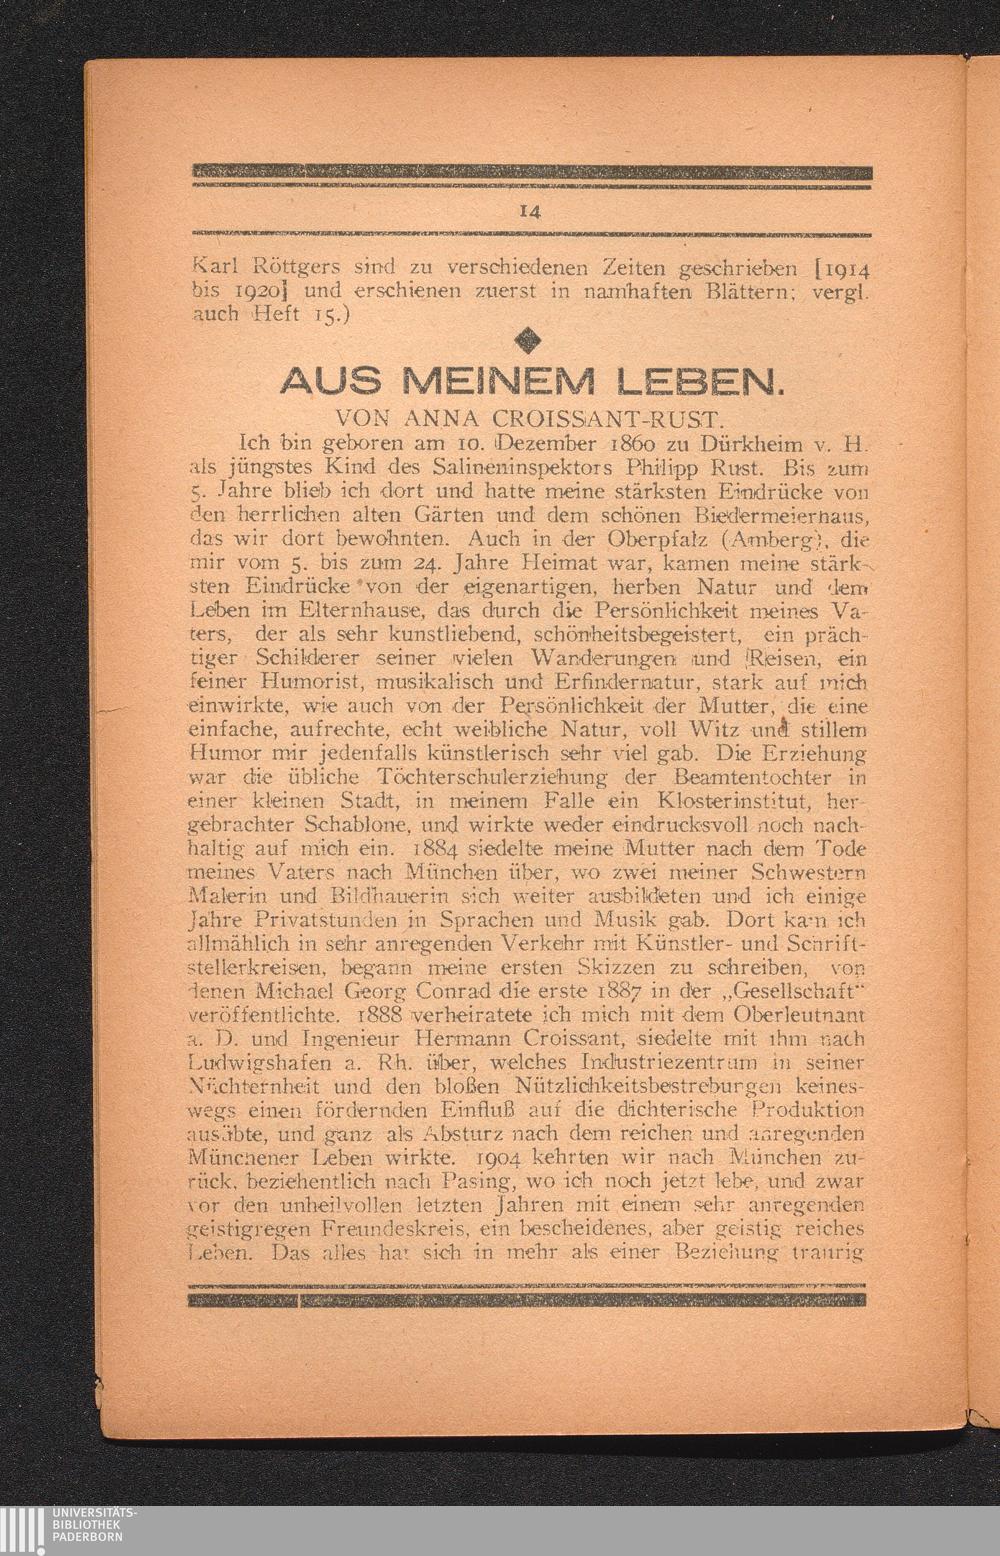 14
Karl Röttgers sind zu verschiedenen Zeiten geschrieben [1914
bis 1920] und erschienen zuerst in namhaften Blättern; vergl.
auch Heft 15.)
AUS MEINEM LEBEN.
VON ANNA CROISSANT-RUST.
Ich bin geboren am 10. Dezember 1860 zu Dürkheim v. H.
als jüngstes Kind des Salineninspektors Philipp Rust. Bis zum
5. Jahre blieb ich dort und hatte meine stärksten Eindrücke von
den herrlichen alten Gärten und dem schönen Biedermeierhaus,
das wir dort bewohnten. Auch in der Oberpfalz (Amberg), die
mir vom 5. bis zum 24. Jahre Heimat war, kamen meine stärk-
sten Eindrücke von der eigenartigen, herben Natur und dem
Leben im Elternhause, das durch die Persönlichkeit meines Va-
ters, der als sehr kunstliebend, schönheitsbegeistert, ein präch-
tiger Schilderer seiner vielen Wanderungen und Reisen, ein
feiner Humorist, musikalisch und Erfindernatur, stark auf mich
einwirkte, wie auch von der Persönlichkeit der Mutter, die eine
einfache, aufrechte, echt weibliche Natur, voll Witz und stillem
Humor mir jedenfalls künstlerisch sehr viel gab. Die Erziehung
war die übliche Töchterschulerziehung der Beamtentochter in
einer kleinen Stadt, in meinem Falle ein Klosterinstitut, her-
gebrachter Schablone, und wirkte weder eindrucksvoll noch nach-
haltig auf mich ein. 1884 siedelte meine Mutter nach dem Tode
meines Vaters nach München über, wo zwei meiner Schwestern
Malerin und Bildhauerin sich weiter ausbildeten und ich einige
Jahre Privatstunden in Sprachen und Musik gab. Dort kam ich
allmählich in sehr anregenden Verkehr mit Künstler- und Schrift-
stellerkreisen, begann meine ersten Skizzen zu schreiben, von
denen Michael Georg Conrad die erste 1887 in der „Gesellschaft“
veröffentlichte. 1888 verheiratete ich mich mit dem Oberleutnant
a. D. und Ingenieur Hermann Croissant, siedelte mit ihm nach
Ludwigshafen a. Rh. über, welches Industriezentrum in seiner
Nüchternheit und den bloßen Nützlichkeitsbestreburgen keines-
wegs einen fördernden Einfluß auf die dichterische Produktion
ausübte, und ganz als Absturz nach dem reichen und anregenden
Münchener Leben wirkte. 1904 kehrten wir nach München zu-
rück, beziehentlich nach Pasing, wo ich noch jetzt lebe, und zwar
vor den unheilvollen letzten Jahren mit einem sehr anregenden
geistigregen Freundeskreis, ein bescheidenes, aber geistig reiches
Leben. Das alles hat sich in mehr als einer Beziehung traurig
UNIVERSITÄTS-
BIBLIOTHEK
PADERBORN